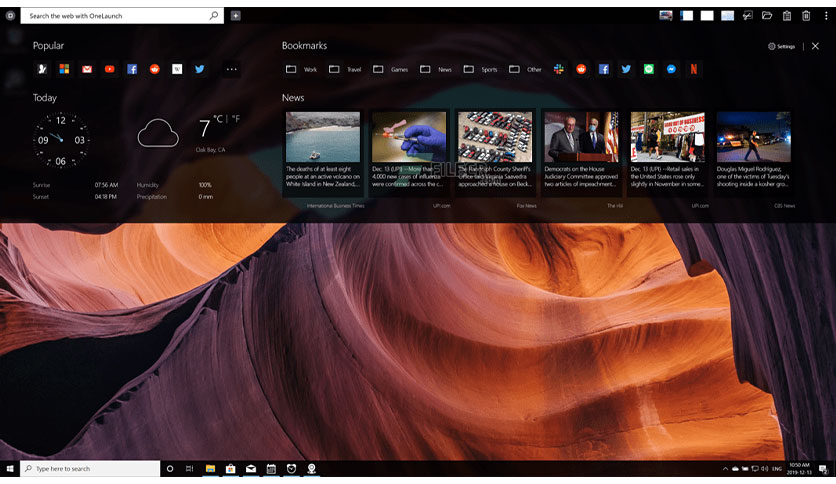 Search the web with OneLaunch
Popular
Bookmarks
Settings
Work
Travel
Games
News
Sports
Other
Today
News
12
09
03
06
7 °C | °F
Oak Bay, CA
Sunrise 07:56 AM
Humidity 100%
Sunset 04:18 PM
Precipitation 0 mm
The deaths of at least eight
people at an active volcano on
White Island in New Zealand,...
International Business Times
Dec. 13 (UPI) --More than
4,000 new cases of influenza
were confirmed across the c...
UPI.com
The Randolph County Sheriff's
Office said Virginia Saavedra
approached a house on Beck...
Fox News
Democrats on the House
Judiciary Committee approved
two articles of impeachment...
The Hill
Dec. 13 (UPI) --Retail sales in
the United States rose only
slightly in November in some...
UPI.com
Douglas Miguel Rodriguez,
one of the victims of Tuesday's
shooting inside a kosher gro...
CBS News
Type here to search
ENG
10:50 AM
2019-12-13